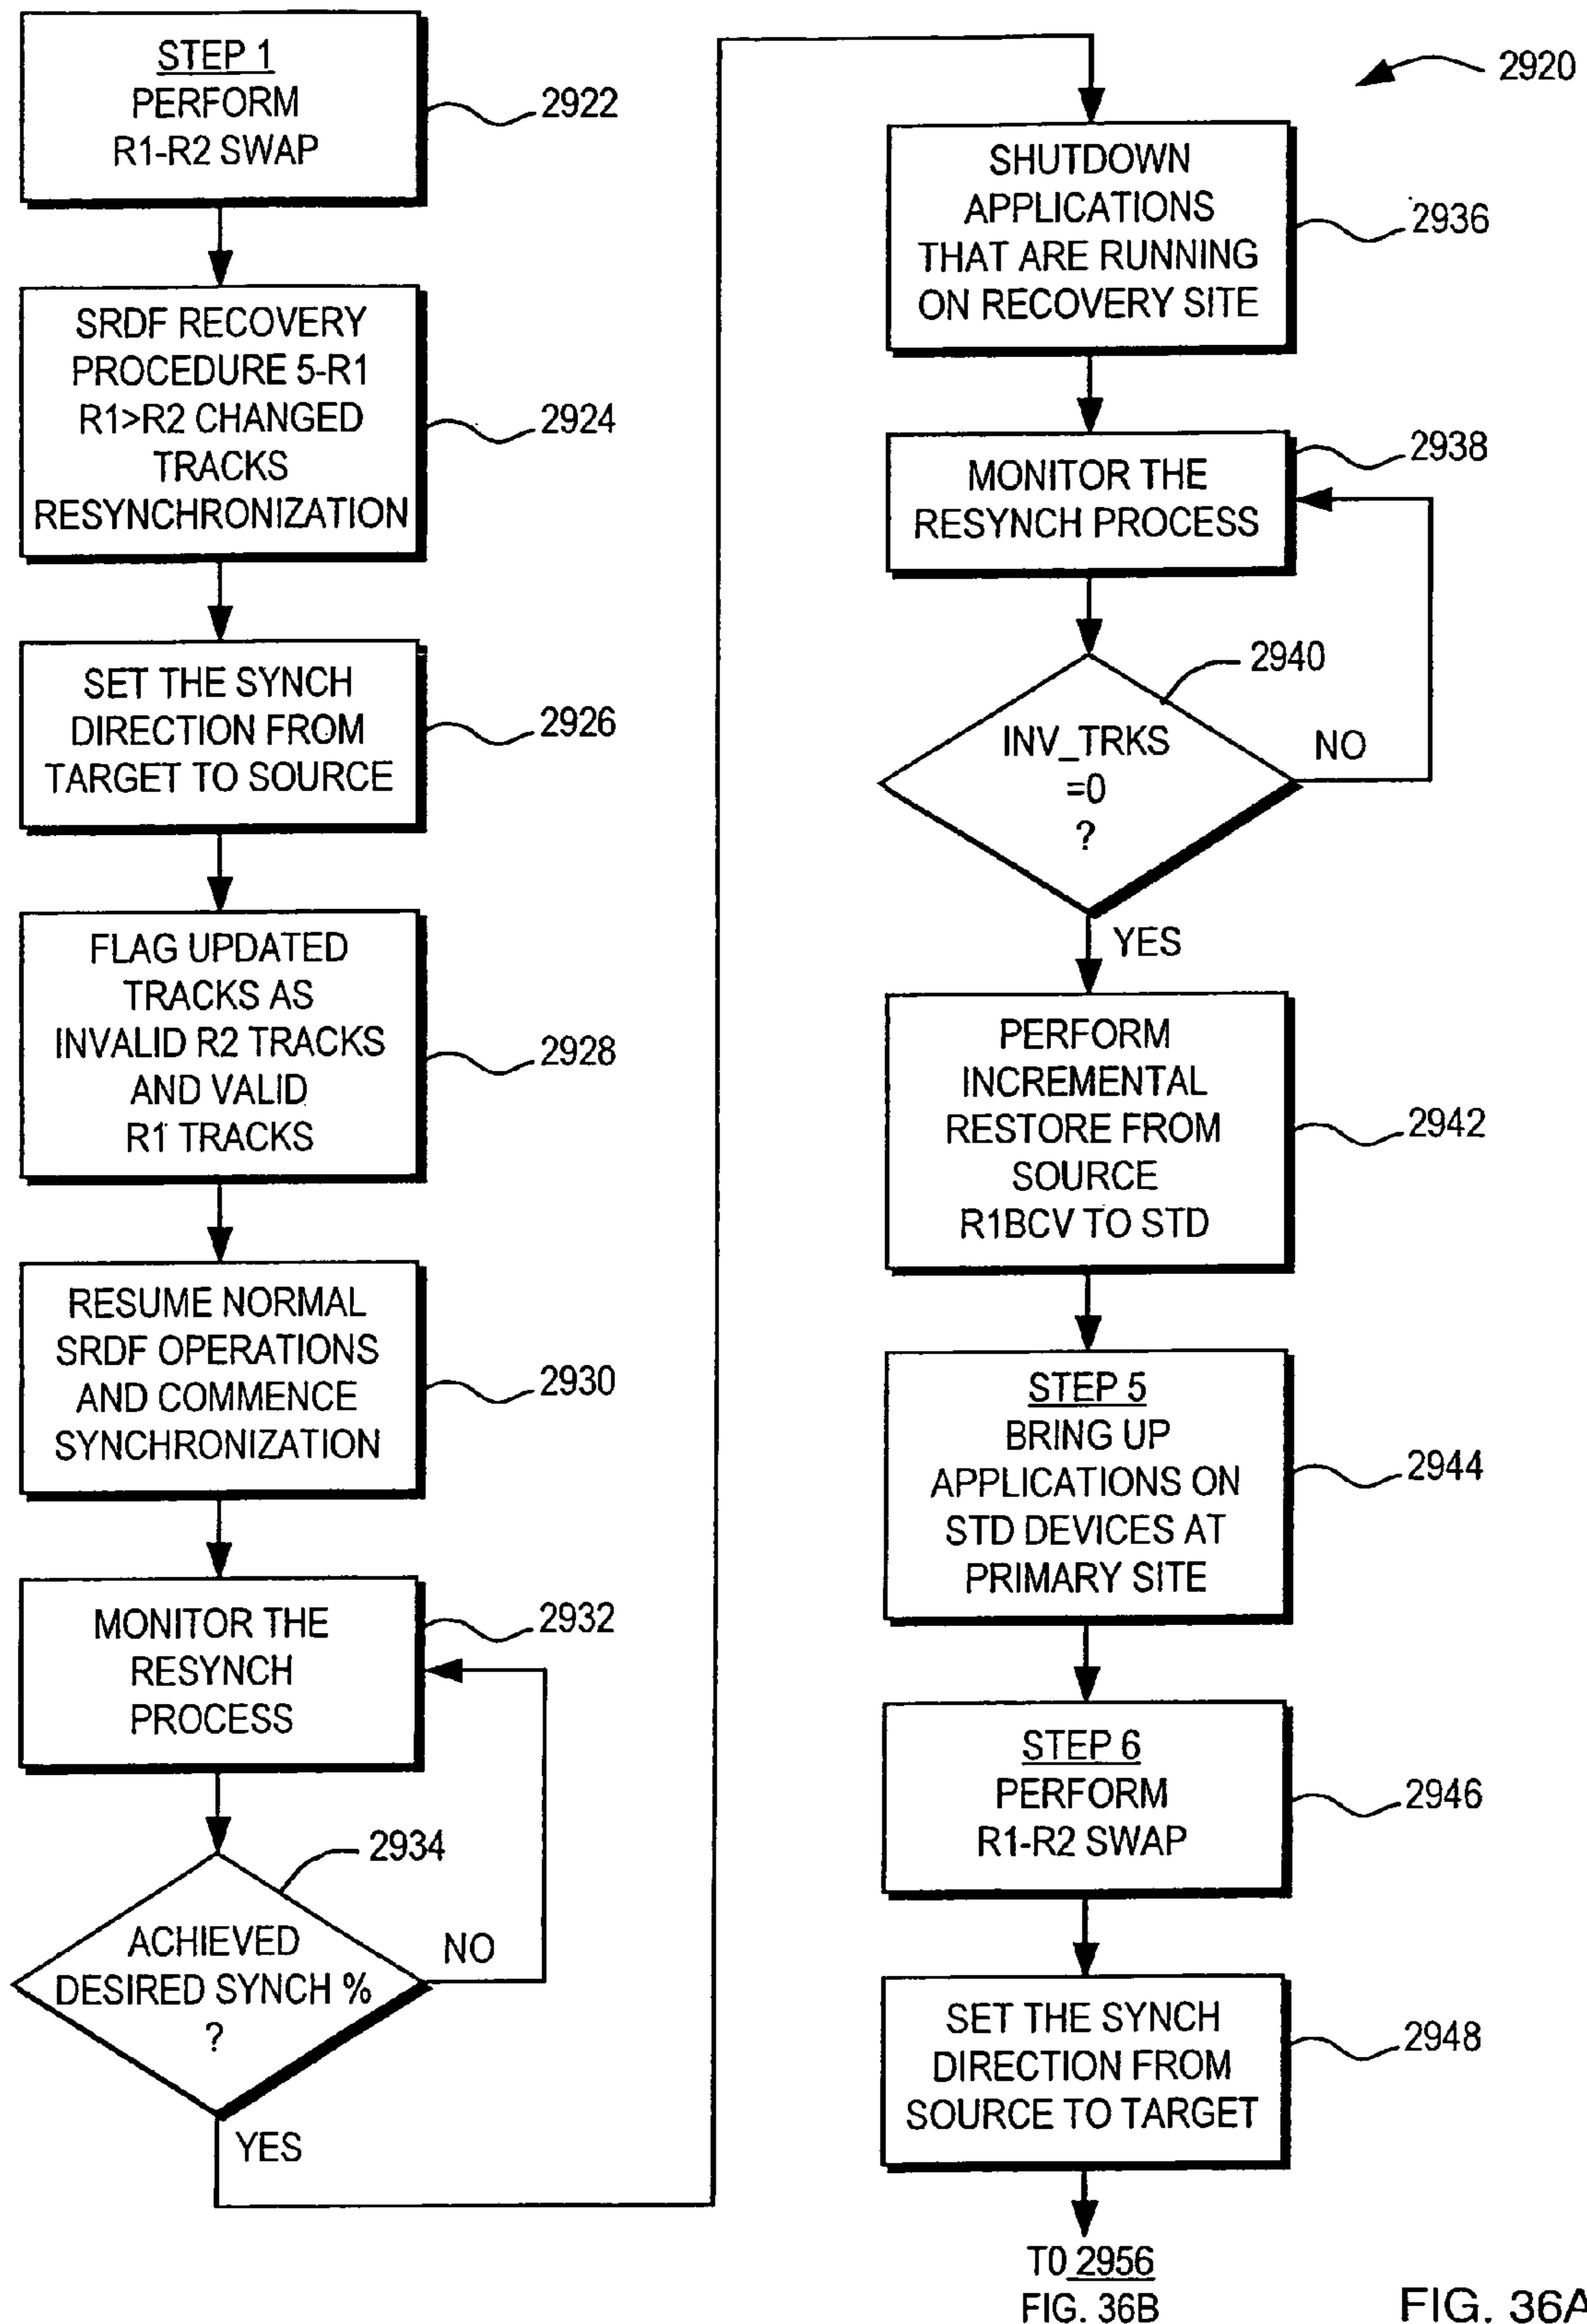 STEP 1
PERFORM
R1-R2 SWAP
2922
SRDF RECOVERY
PROCEDURE 5-R1
R1>R2 CHANGED
TRACKS
RESYNCHRONIZATION
2924
SET THE SYNCH
DIRECTION FROM
TARGET TO SOURCE
2926
FLAG UPDATED
TRACKS AS
INVALID R2 TRACKS
AND VALID
R1 TRACKS
2928
RESUME NORMAL
SRDF OPERATIONS
AND COMMENCE
SYNCHRONIZATION
2930
MONITOR THE
RESYNCH
PROCESS
2932
2934
ACHIEVED
DESIRED SYNCH %
?
NO
YES
2920
SHUTDOWN
APPLICATIONS
THAT ARE RUNNING
ON RECOVERY SITE
2936
MONITOR THE
RESYNCH PROCESS
2938
2940
INV_TRKS
=0
?
NO
YES
PERFORM
INCREMENTAL
RESTORE FROM
SOURCE
R1BCV TO STD
2942
STEP 5
BRING UP
APPLICATIONS ON
STD DEVICES AT
PRIMARY SITE
2944
STEP 6
PERFORM
R1-R2 SWAP
2946
SET THE SYNCH
DIRECTION FROM
SOURCE TO TARGET
2948
TO 2956
FIG. 36B
FIG. 36A